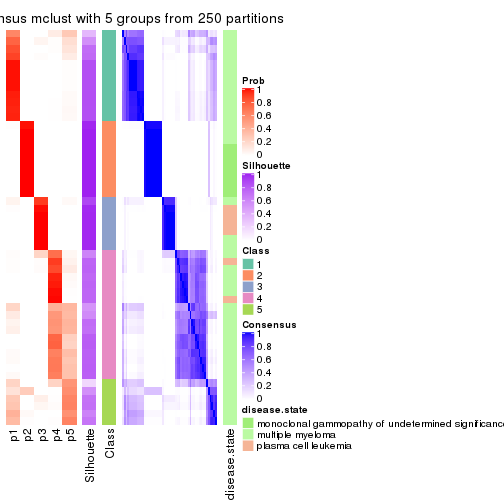 nsus mclust with 5 groups from 250 partitions
Prob
1
0.8
0.6
0.4
0.2
0
Silhouette
1
0.8
0.6
0.4
0.2
0
Class
1
2
3
4
5
Consensus
1
0.8
0.6
0.4
0.2
0
disease.state
monoclonal gammopathy of undetermined significance
multiple myeloma
plasma cell leukemia
p1
p2
p3
p4
p5
Silhouette
Class
disease.state